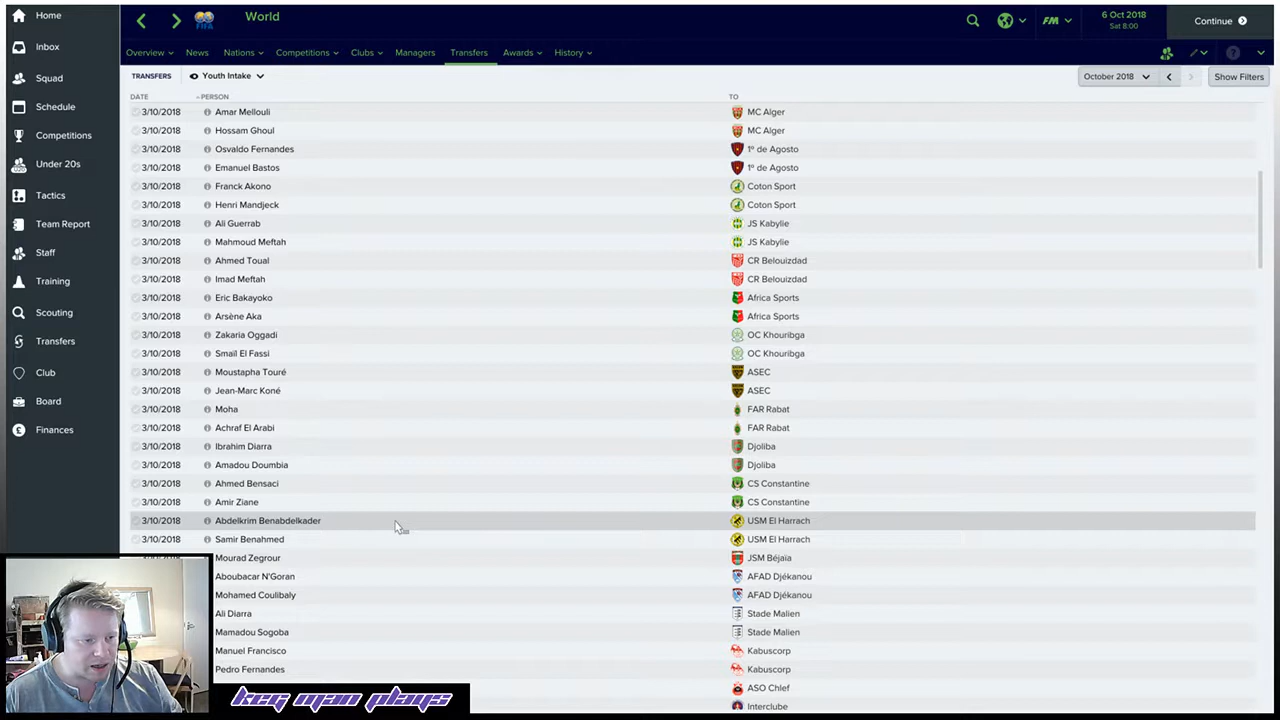 Home
Inbox
Squad
Schedule
Competitions
Under 20s
Tactics
Team Report
Staff
Training
Scouting
Transfers
Club
Board
Finances
World
FIFA
FM
6 Oct 2018
Sat 8:00
Continue
Overview News Nations Competitions Clubs Managers Transfers Awards History
TRANSFERS Youth Intake
October 2018 Show Filters
DATE PERSON TO
3/10/2018 Amar Mellouli MC Alger
3/10/2018 Hossam Ghoul MC Alger
3/10/2018 Osvaldo Fernandes 1º de Agosto
3/10/2018 Emanuel Bastos 1º de Agosto
3/10/2018 Franck Akono Coton Sport
3/10/2018 Henri Mandjeck Coton Sport
3/10/2018 Ali Guerrab JS Kabylie
3/10/2018 Mahmoud Meftah JS Kabylie
3/10/2018 Ahmed Toual CR Belouizdad
3/10/2018 Imad Meftah CR Belouizdad
3/10/2018 Eric Bakayoko Africa Sports
3/10/2018 Arsène Aka Africa Sports
3/10/2018 Zakaria Oggadi OC Khouribga
3/10/2018 Smaïl El Fassi OC Khouribga
3/10/2018 Moustapha Touré ASEC
3/10/2018 Jean-Marc Koné ASEC
3/10/2018 Moha FAR Rabat
3/10/2018 Achraf El Arabi FAR Rabat
3/10/2018 Ibrahim Diarra Djoliba
3/10/2018 Amadou Doumbia Djoliba
3/10/2018 Ahmed Bensaci CS Constantine
3/10/2018 Amir Ziane CS Constantine
3/10/2018 Abdelkrim Benabdelkader USM El Harrach
3/10/2018 Samir Benahmed USM El Harrach
Mourad Zegrour JSM Béjaïa
Aboubacar N'Goran AFAD Djékanou
Mohamed Coulibaly AFAD Djékanou
Ali Diarra Stade Malien
Mamadou Sogoba Stade Malien
Manuel Francisco Kabuscorp
Pedro Fernandes Kabuscorp
ASO Chlef
Interclube
keg man plays